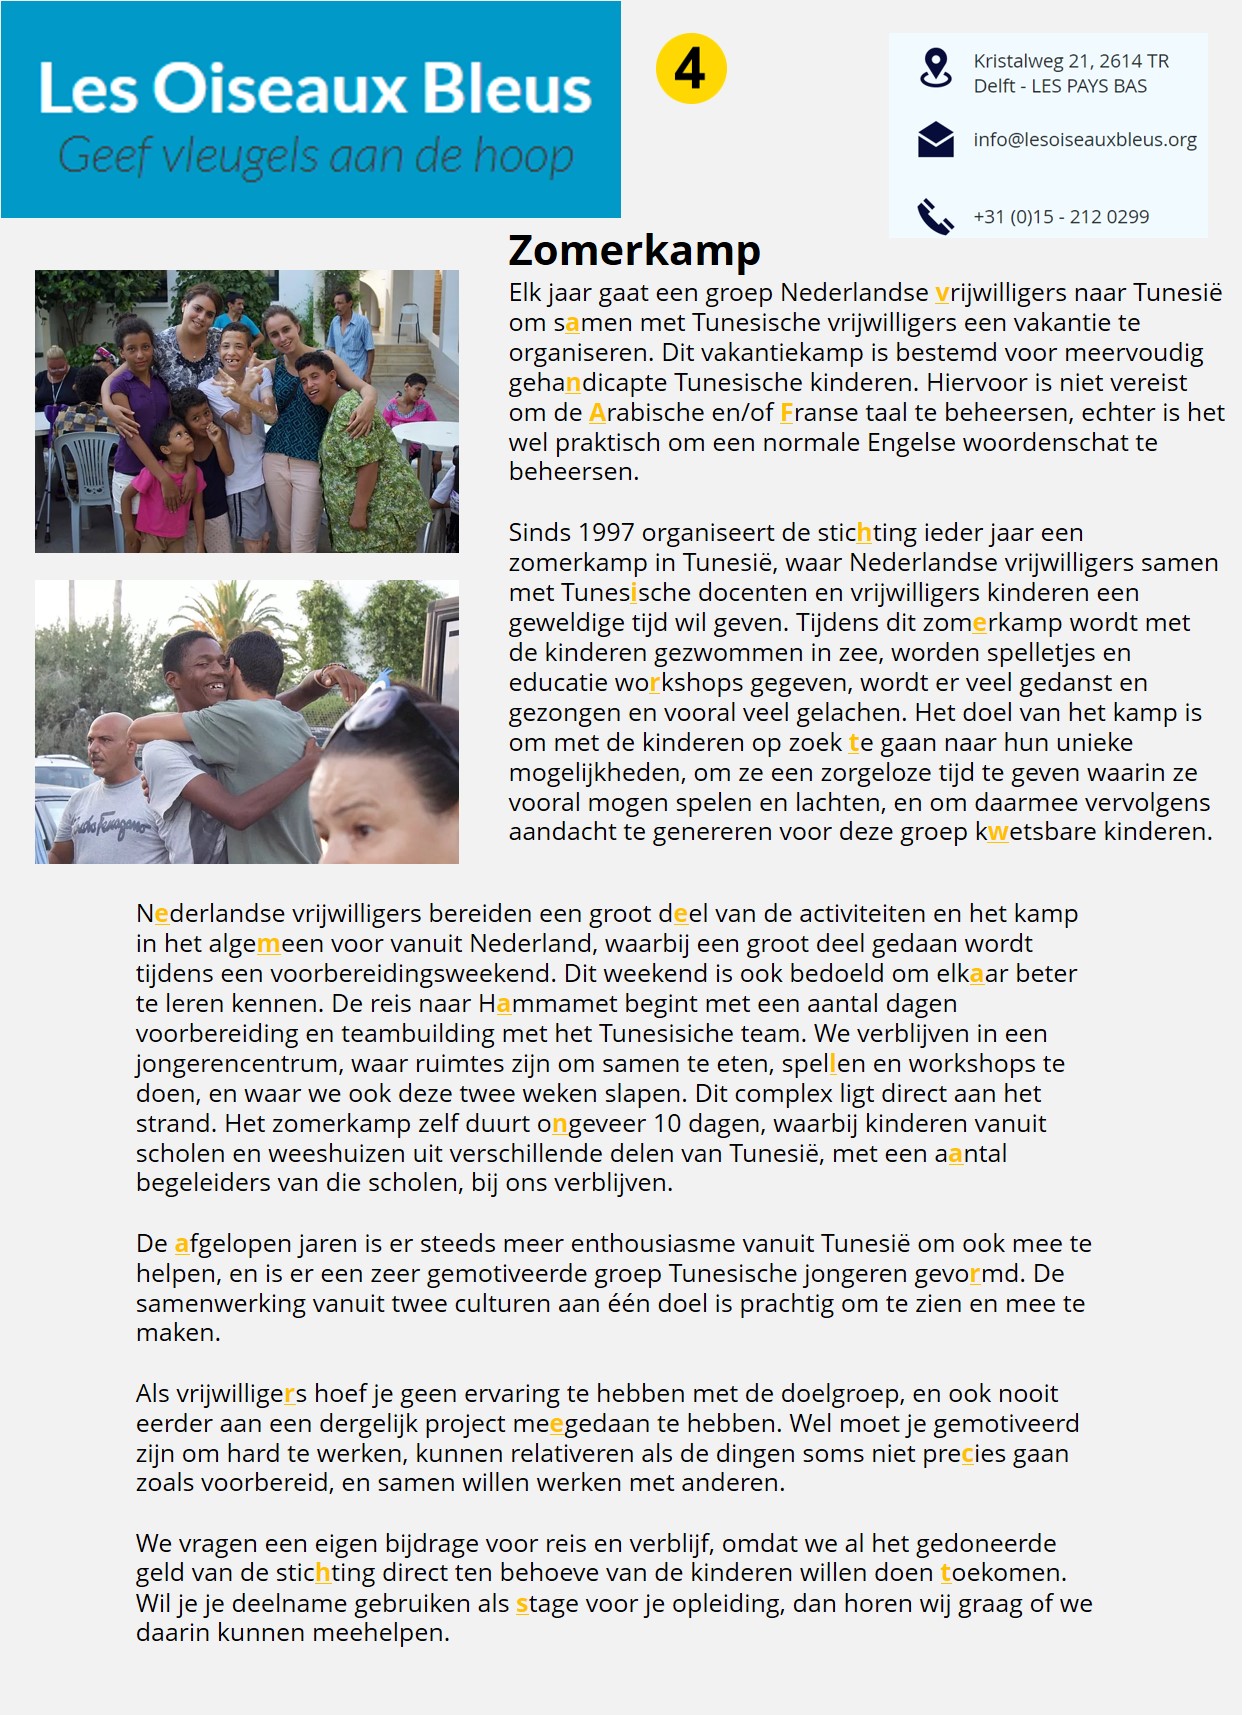 Les Oiseaux Bleus
Geef vleugels aan de hoop
4
Kristalweg 21, 2614 TR
Delft - LES PAYS BAS
info@lesoiseauxbleus.org
+31 (0)15 - 212 0299
Zomerkamp
Elk jaar gaat een groep Nederlandse vrijwilligers naar Tunesië
om samen met Tunesische vrijwilligers een vakantie te
organiseren. Dit vakantiekamp is bestemd voor meervoudig
gehandicapte Tunesische kinderen. Hiervoor is niet vereist
om de Arabische en/of Franse taal te beheersen, echter is het
wel praktisch om een normale Engelse woordenschat te
beheersen.
Sinds 1997 organiseert de stichting ieder jaar een
zomerkamp in Tunesië, waar Nederlandse vrijwilligers samen
met Tunesische docenten en vrijwilligers kinderen een
geweldige tijd wil geven. Tijdens dit zomerkamp wordt met
de kinderen gezwommen in zee, worden spelletjes en
educatie workshops gegeven, wordt er veel gedanst en
gezongen en vooral veel gelachen. Het doel van het kamp is
om met de kinderen op zoek te gaan naar hun unieke
mogelijkheden, om ze een zorgeloze tijd te geven waarin ze
vooral mogen spelen en lachten, en om daarmee vervolgens
aandacht te genereren voor deze groep kwetsbare kinderen.
Nederlandse vrijwilligers bereiden een groot deel van de activiteiten en het kamp
in het algemeen voor vanuit Nederland, waarbij een groot deel gedaan wordt
tijdens een voorbereidingsweekend. Dit weekend is ook bedoeld om elkaar beter
te leren kennen. De reis naar Hammamet begint met een aantal dagen
voorbereiding en teambuilding met het Tunesisiche team. We verblijven in een
jongerencentrum, waar ruimtes zijn om samen te eten, spellen en workshops te
doen, en waar we ook deze twee weken slapen. Dit complex ligt direct aan het
strand. Het zomerkamp zelf duurt ongeveer 10 dagen, waarbij kinderen vanuit
scholen en weeshuizen uit verschillende delen van Tunesië, met een aantal
begeleiders van die scholen, bij ons verblijven.
De afgelopen jaren is er steeds meer enthousiasme vanuit Tunesië om ook mee te
helpen, en is er een zeer gemotiveerde groep Tunesische jongeren gevormd. De
samenwerking vanuit twee culturen aan één doel is prachtig om te zien en mee te
maken.
Als vrijwilligers hoef je geen ervaring te hebben met de doelgroep, en ook nooit
eerder aan een dergelijk project meegedaan te hebben. Wel moet je gemotiveerd
zijn om hard te werken, kunnen relativeren als de dingen soms niet precies gaan
zoals voorbereid, en samen willen werken met anderen.
We vragen een eigen bijdrage voor reis en verblijf, omdat we al het gedoneerde
geld van de stichting direct ten behoeve van de kinderen willen doen toekomen.
Wil je je deelname gebruiken als stage voor je opleiding, dan horen wij graag of we
daarin kunnen meehelpen.